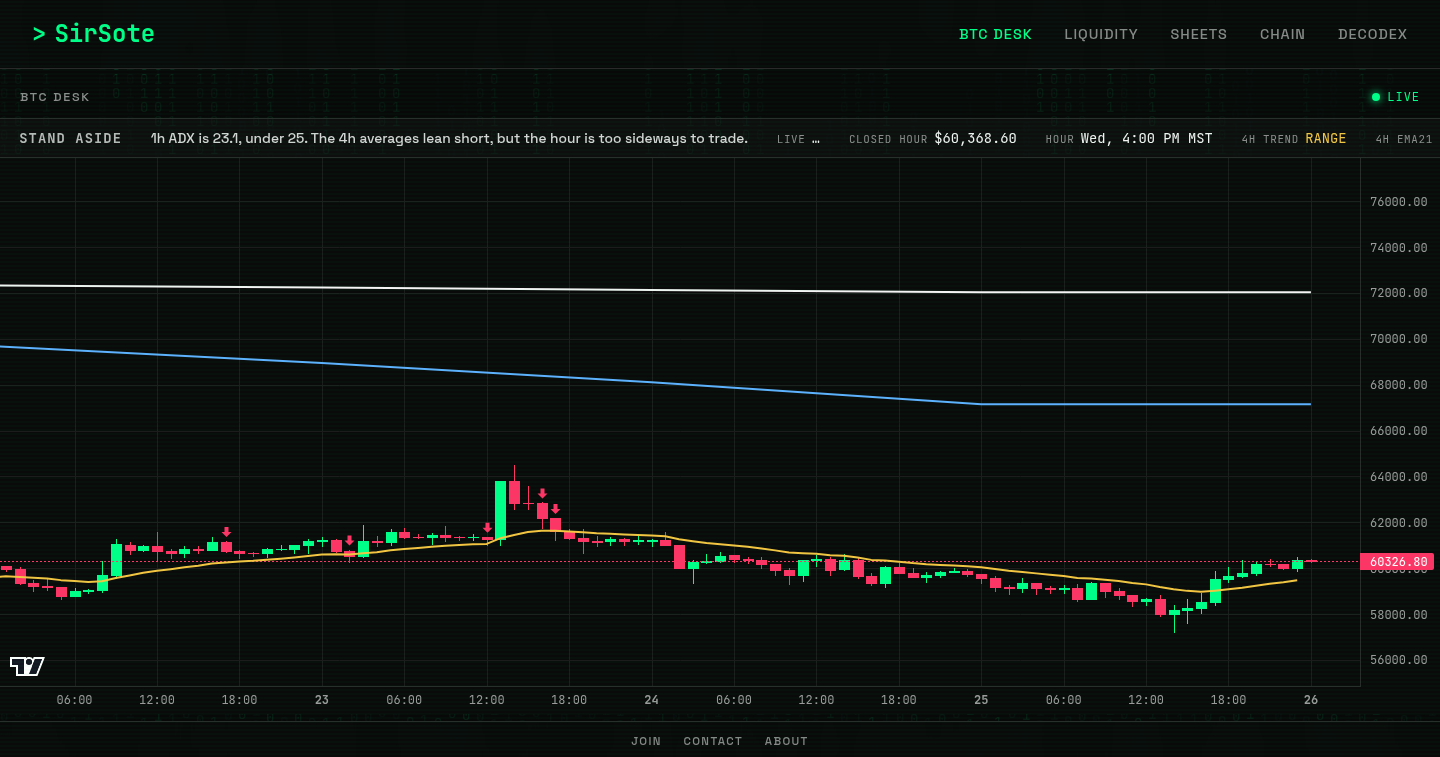 > SirSote
BTC DESK LIQUIDITY SHEETS CHAIN DECODEX
BTC DESK
LIVE
STAND ASIDE 1h ADX is 23.1, under 25. The 4h averages lean short, but the hour is too sideways to trade. LIVE … CLOSED HOUR $60,368.60 HOUR Wed, 4:00 PM MST 4H TREND RANGE 4H EMA21
76000.00
74000.00
72000.00
70000.00
68000.00
66000.00
64000.00
62000.00
60326.80
58000.00
56000.00
06:00 12:00 18:00 23 06:00 12:00 18:00 24 06:00 12:00 18:00 25 06:00 12:00 18:00 26
JOIN CONTACT ABOUT